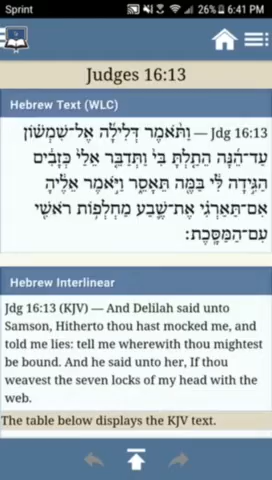 Sprint 26% 6:41 PM
Judges 16:13
Hebrew Text (WLC)
Jdg 16:13 — וַתֹּ֨אמֶר דְּלִילָ֜ה אֶל־שִׁמְשׁ֗וֹן
עַד־הֵ֜נָּה הֵתַ֤לְתָּ בִּי֙ וַתְּדַבֵּ֤ר אֵלַי֙ כְּזָבִ֔ים
הַגִּ֣ידָה לִּ֔י בַּמֶּ֖ה תֵּאָסֵ֑ר וַיֹּ֣אמֶר אֵלֶ֔יהָ
אִם־תַּאַרְגִ֗י אֶת־שֶׁ֛בַע מַחְלְפ֥וֹת רֹאשִׁ֖י
עִם־הַמַּסָּֽכֶת׃
Hebrew Interlinear
Jdg 16:13 (KJV) — And Delilah said unto
Samson, Hitherto thou hast mocked me, and
told me lies: tell me wherewith thou mightest
be bound. And he said unto her, If thou
weavest the seven locks of my head with the
web.
The table below displays the KJV text.